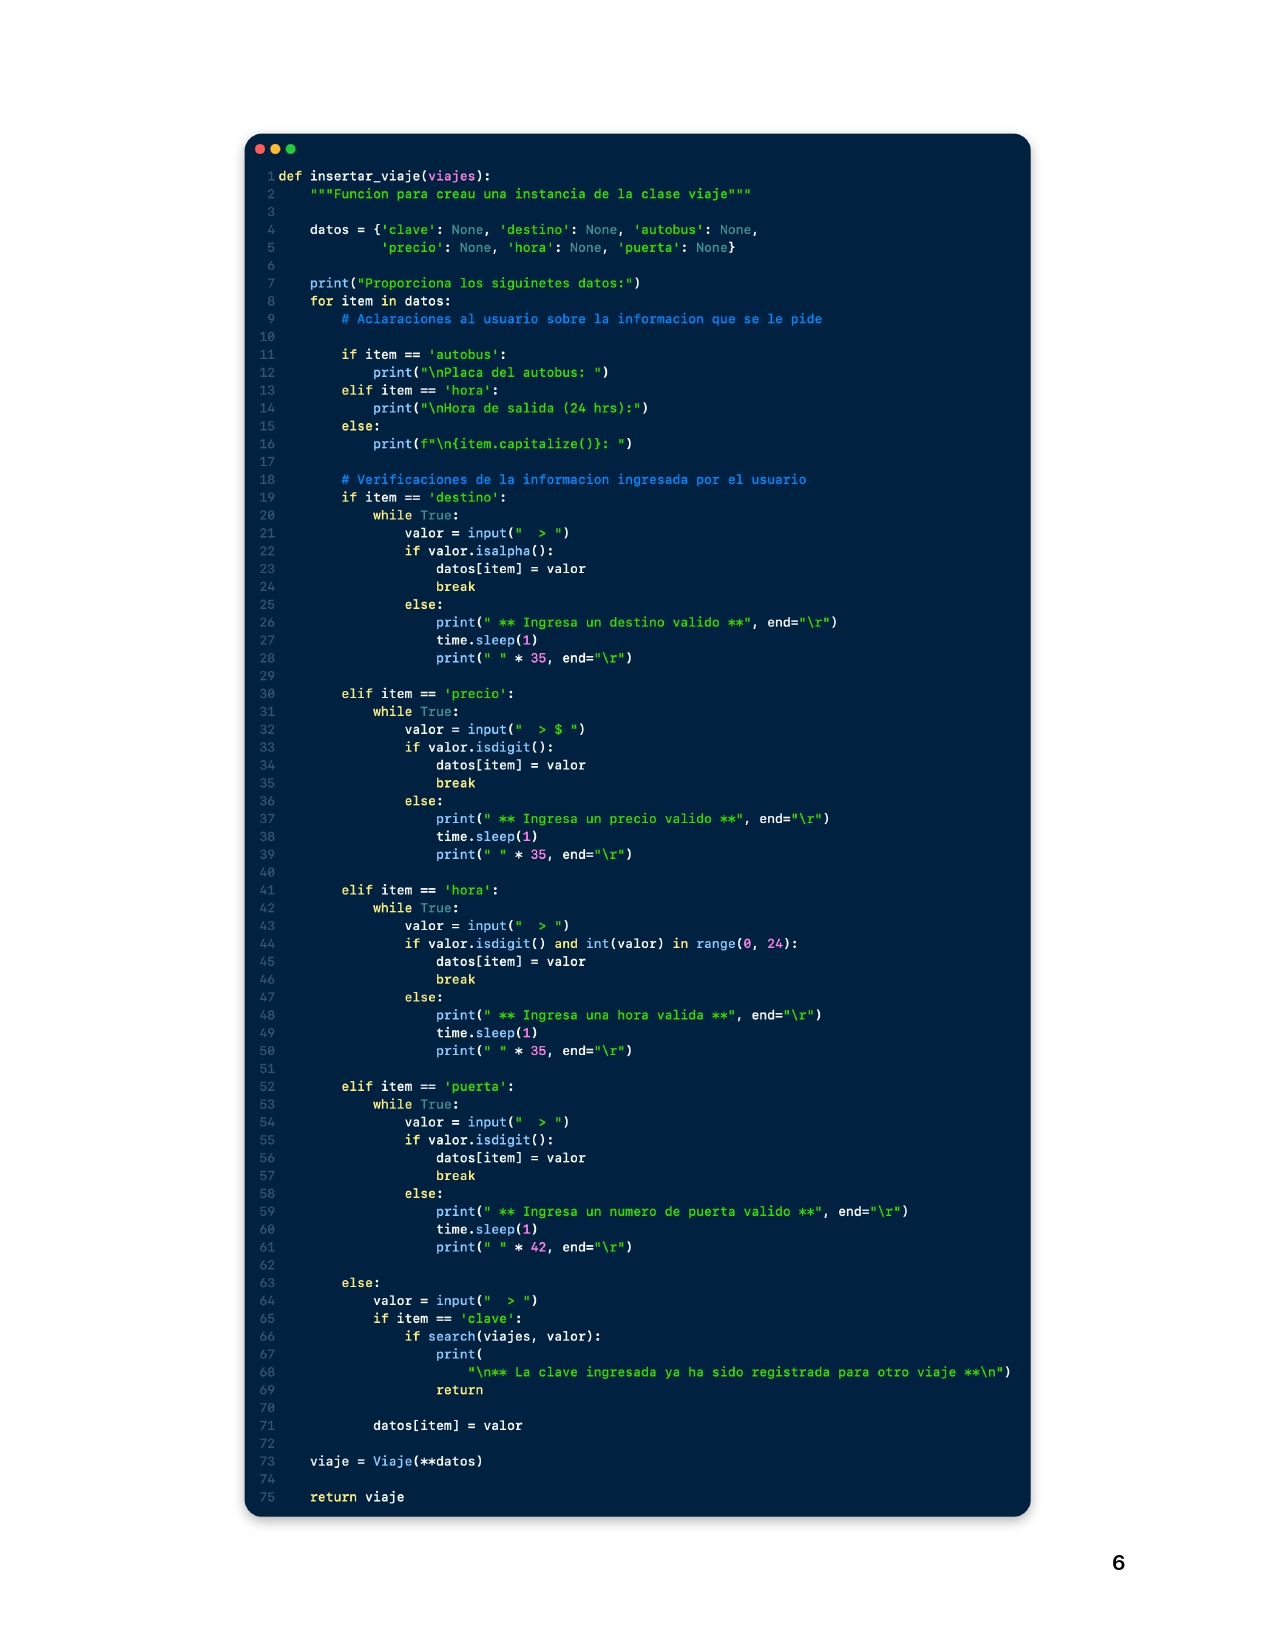 1 def insertar_viaje(viajes):
2     """Funcion para creau una instancia de la clase viaje"""
3
4     datos = {'clave': None, 'destino': None, 'autobus': None,
5              'precio': None, 'hora': None, 'puerta': None}
6
7     print("Proporciona los siguinetes datos:")
8     for item in datos:
9         # Aclaraciones al usuario sobre la informacion que se le pide
10
11         if item == 'autobus':
12             print("\nPlaca del autobus: ")
13         elif item == 'hora':
14             print("\nHora de salida (24 hrs):")
15         else:
16             print(f"\n{item.capitalize()}: ")
17
18         # Verificaciones de la informacion ingresada por el usuario
19         if item == 'destino':
20             while True:
21                 valor = input("  > ")
22                 if valor.isalpha():
23                     datos[item] = valor
24                     break
25                 else:
26                     print(" ** Ingresa un destino valido **", end="\r")
27                     time.sleep(1)
28                     print(" " * 35, end="\r")
29
30         elif item == 'precio':
31             while True:
32                 valor = input("  > $ ")
33                 if valor.isdigit():
34                     datos[item] = valor
35                     break
36                 else:
37                     print(" ** Ingresa un precio valido **", end="\r")
38                     time.sleep(1)
39                     print(" " * 35, end="\r")
40
41         elif item == 'hora':
42             while True:
43                 valor = input("  > ")
44                 if valor.isdigit() and int(valor) in range(0, 24):
45                     datos[item] = valor
46                     break
47                 else:
48                     print(" ** Ingresa una hora valida **", end="\r")
49                     time.sleep(1)
50                     print(" " * 35, end="\r")
51
52         elif item == 'puerta':
53             while True:
54                 valor = input("  > ")
55                 if valor.isdigit():
56                     datos[item] = valor
57                     break
58                 else:
59                     print(" ** Ingresa un numero de puerta valido **", end="\r")
60                     time.sleep(1)
61                     print(" " * 42, end="\r")
62
63         else:
64             valor = input("  > ")
65             if item == 'clave':
66                 if search(viajes, valor):
67                     print(
68                         "\n** La clave ingresada ya ha sido registrada para otro viaje **\n")
69                     return
70
71             datos[item] = valor
72
73     viaje = Viaje(**datos)
74
75     return viaje
6